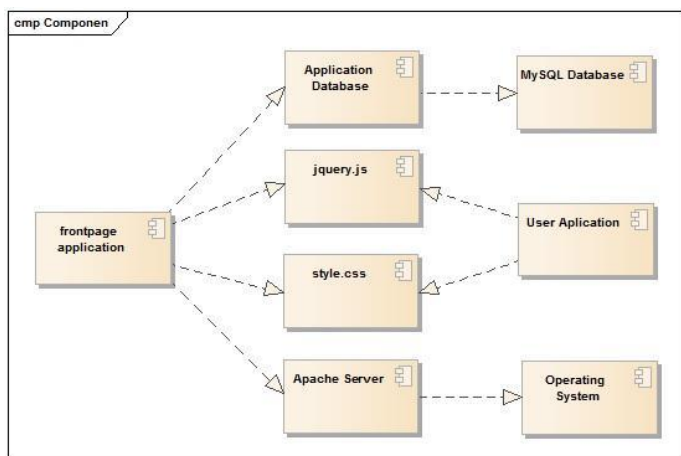 cmp Componen
Application
Database
MySQL Database
jquery.js
frontpage
application
User Aplication
style.css
Apache Server
Operating
System